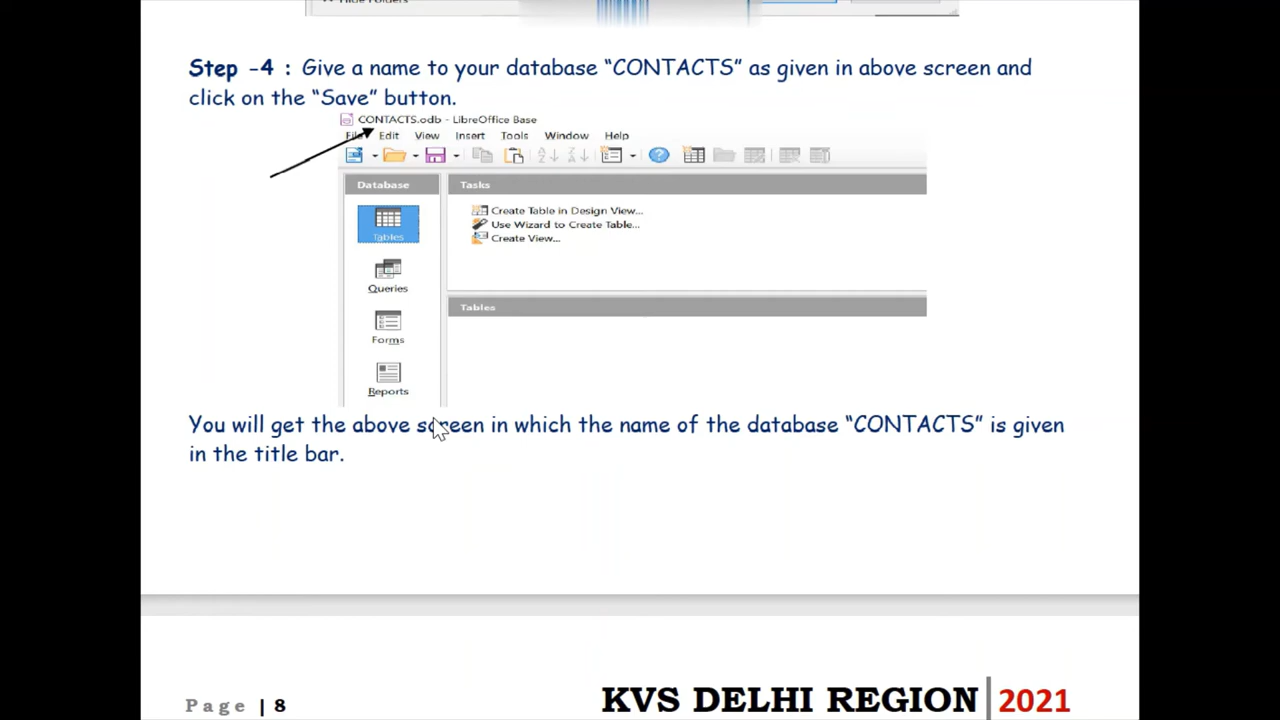 Step -4 : Give a name to your database “CONTACTS” as given in above screen and
click on the “Save” button.
CONTACTS.odb - LibreOffice Base
File Edit View Insert Tools Window Help
Database
Tasks
Tables
Create Table in Design View...
Use Wizard to Create Table...
Create View...
Queries
Tables
Forms
Reports
You will get the above screen in which the name of the database “CONTACTS” is given
in the title bar.
Page | 8
KVS DELHI REGION 2021